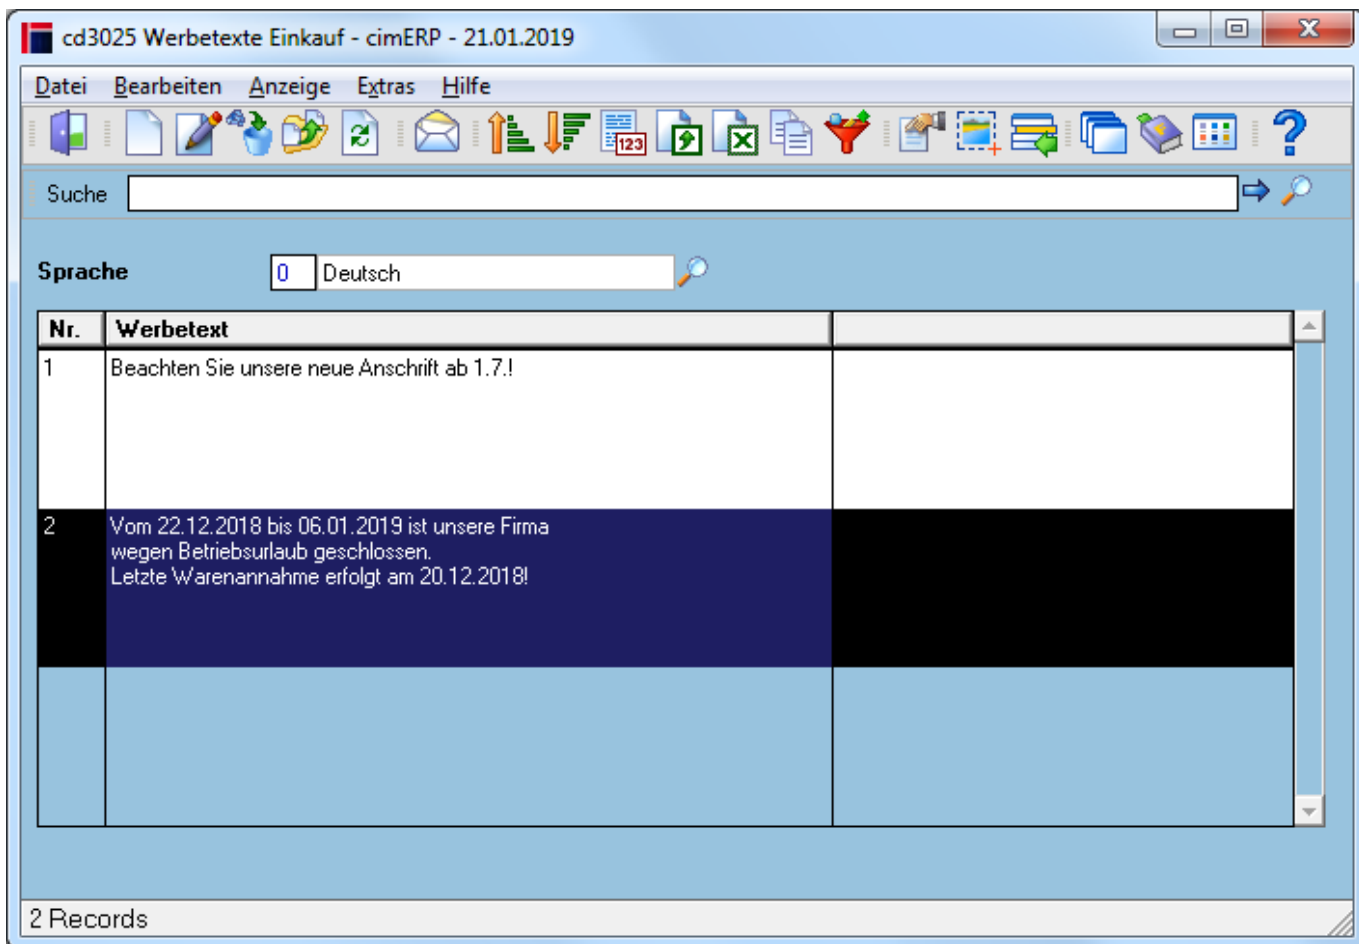 cd3025 Werbetexte Einkauf - cimERP - 21.01.2019
Datei Bearbeiten Anzeige Extras Hilfe
123
Suche
Sprache 0 Deutsch
Nr. Werbetext
1 Beachten Sie unsere neue Anschrift ab 1.7.!
2 Vom 22.12.2018 bis 06.01.2019 ist unsere Firma
wegen Betriebsurlaub geschlossen.
Letzte Warenannahme erfolgt am 20.12.2018!
2 Records